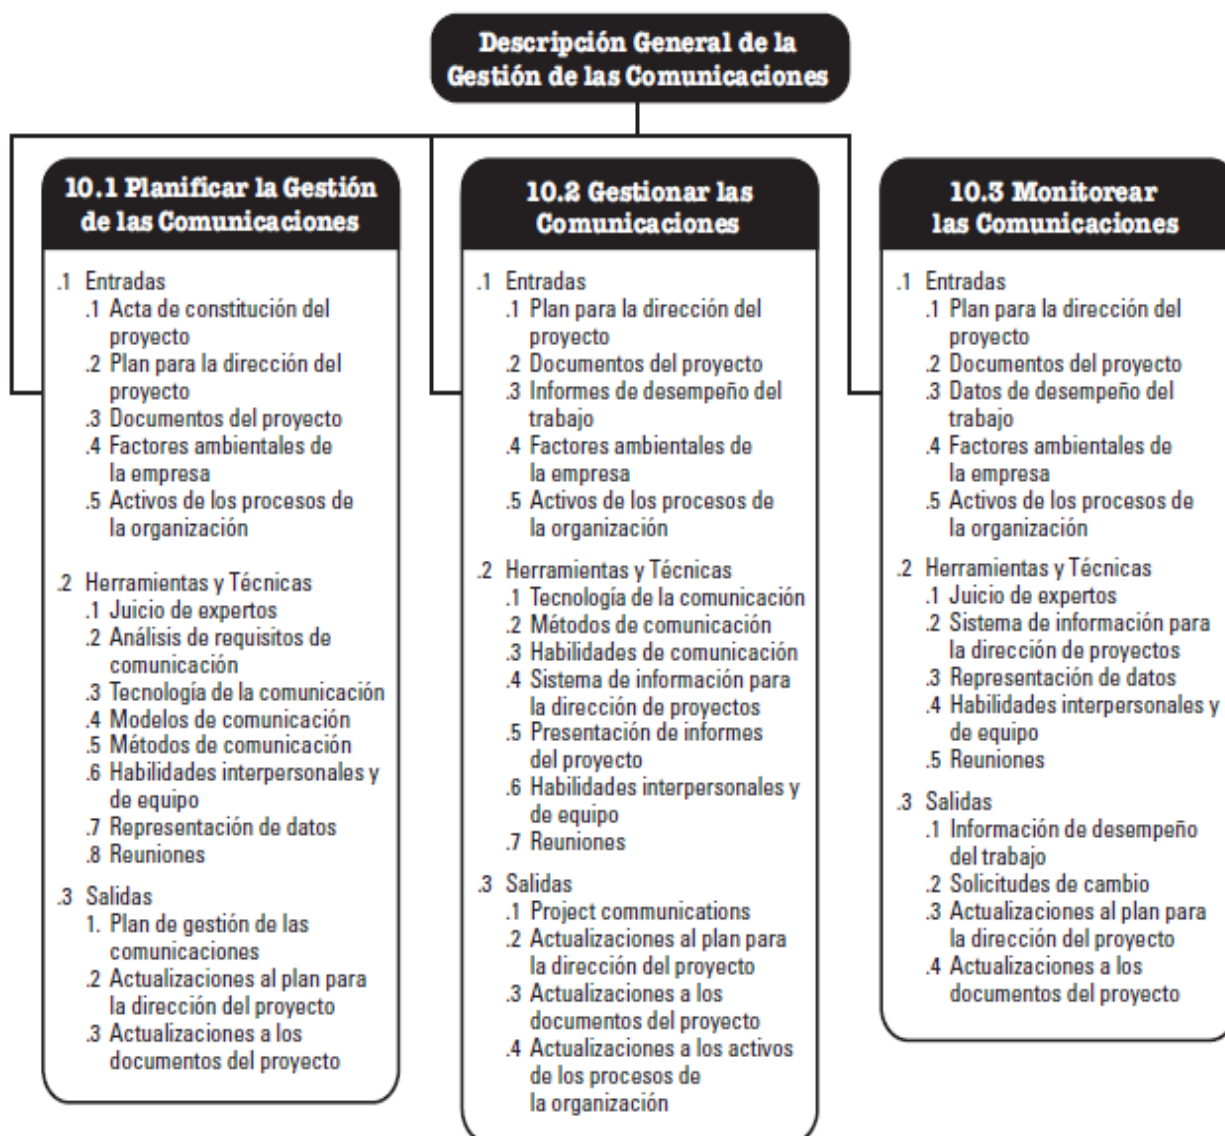 Descripción General de la
Gestión de las Comunicaciones
10.1 Planificar la Gestión
de las Comunicaciones
.1 Entradas
.1 Acta de constitución del
proyecto
.2 Plan para la dirección del
proyecto
.3 Documentos del proyecto
.4 Factores ambientales de
la empresa
.5 Activos de los procesos de
la organización
.2 Herramientas y Técnicas
.1 Juicio de expertos
.2 Análisis de requisitos de
comunicación
.3 Tecnología de la comunicación
.4 Modelos de comunicación
.5 Métodos de comunicación
.6 Habilidades interpersonales y
de equipo
.7 Representación de datos
.8 Reuniones
.3 Salidas
1. Plan de gestión de las
comunicaciones
.2 Actualizaciones al plan para
la dirección del proyecto
.3 Actualizaciones a los
documentos del proyecto
10.2 Gestionar las
Comunicaciones
.1 Entradas
.1 Plan para la dirección del
proyecto
.2 Documentos del proyecto
.3 Informes de desempeño del
trabajo
.4 Factores ambientales de
la empresa
.5 Activos de los procesos de
la organización
.2 Herramientas y Técnicas
.1 Tecnología de la comunicación
.2 Métodos de comunicación
.3 Habilidades de comunicación
.4 Sistema de información para
la dirección de proyectos
.5 Presentación de informes
del proyecto
.6 Habilidades interpersonales y
de equipo
.7 Reuniones
.3 Salidas
.1 Project communications
.2 Actualizaciones al plan para
la dirección del proyecto
.3 Actualizaciones a los
documentos del proyecto
.4 Actualizaciones a los activos
de los procesos de
la organización
10.3 Monitorear
las Comunicaciones
.1 Entradas
.1 Plan para la dirección del
proyecto
.2 Documentos del proyecto
.3 Datos de desempeño del
trabajo
.4 Factores ambientales de
la empresa
.5 Activos de los procesos de
la organización
.2 Herramientas y Técnicas
.1 Juicio de expertos
.2 Sistema de información para
la dirección de proyectos
.3 Representación de datos
.4 Habilidades interpersonales y
de equipo
.5 Reuniones
.3 Salidas
.1 Información de desempeño
del trabajo
.2 Solicitudes de cambio
.3 Actualizaciones al plan para
la dirección del proyecto
.4 Actualizaciones a los
documentos del proyecto